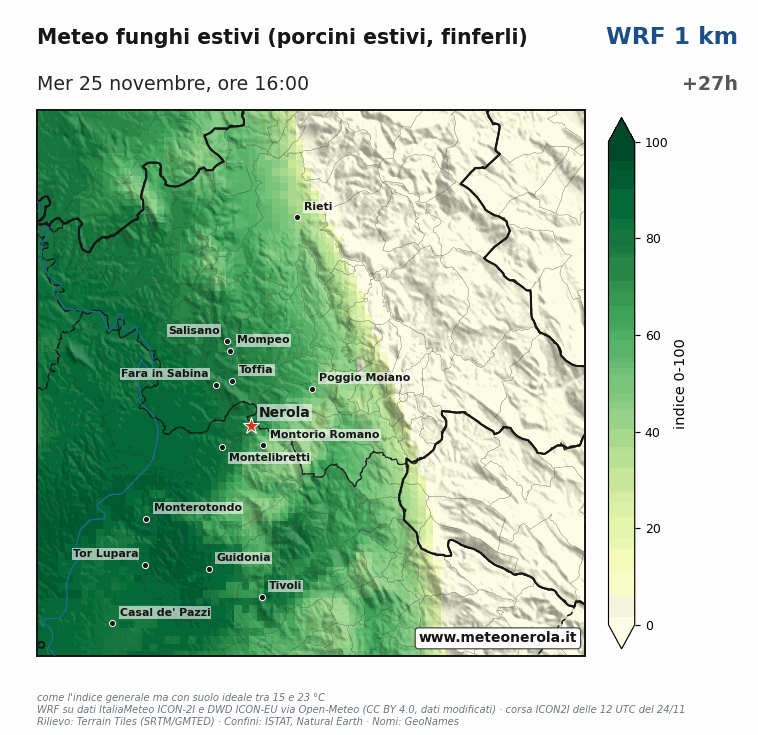 Meteo funghi estivi (porcini estivi, finferli)
WRF 1 km
Mer 25 novembre, ore 16:00
+27h
Rieti
Salisano
Mompeo
Toffia
Fara in Sabina
Poggio Moiano
Nerola
Montorio Romano
Montelibretti
Monterotondo
Tor Lupara
Guidonia
Tivoli
Casal de' Pazzi
www.meteonerola.it
100
80
60
40
20
0
indice 0-100
come l'indice generale ma con suolo ideale tra 15 e 23 °C
WRF su dati ItaliaMeteo ICON-2I e DWD ICON-EU via Open-Meteo (CC BY 4.0, dati modificati) · corsa ICON2I delle 12 UTC del 24/11
Rilievo: Terrain Tiles (SRTM/GMTED) · Confini: ISTAT, Natural Earth · Nomi: GeoNames